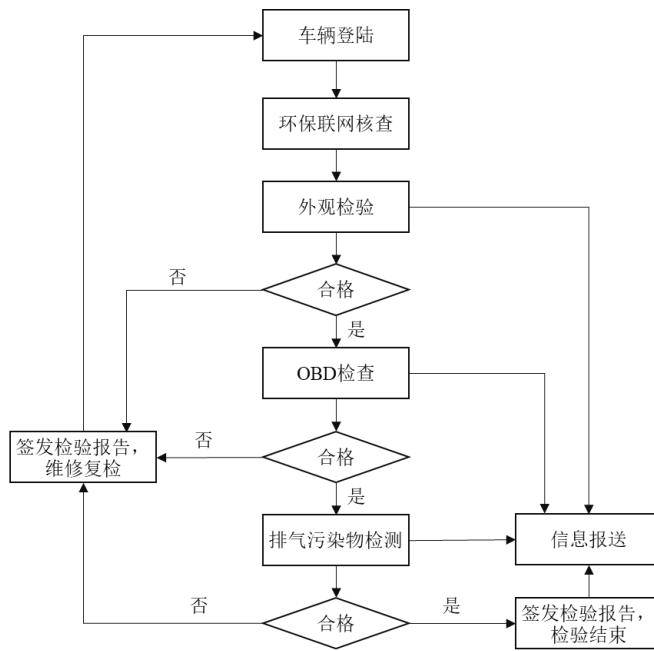 车辆登陆
环保联网核查
外观检验
否
合格
是
OBD检查
签发检验报告，
维修复检
否
合格
是
排气污染物检测
信息报送
否
合格
是
签发检验报告，
检验结束